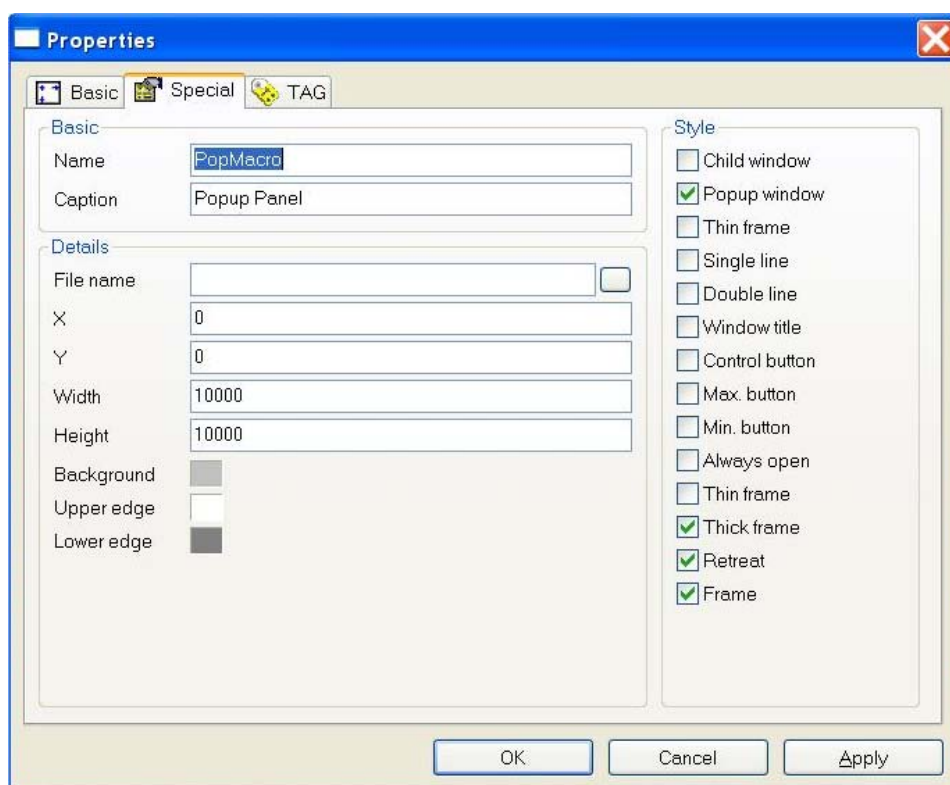 Properties
Basic Special TAG
Basic
Name PopMacro
Caption Popup Panel
Details
File name
X 0
Y 0
Width 10000
Height 10000
Background
Upper edge
Lower edge
Style
Child window
Popup window
Thin frame
Single line
Double line
Window title
Control button
Max. button
Min. button
Always open
Thin frame
Thick frame
Retreat
Frame
OK Cancel Apply